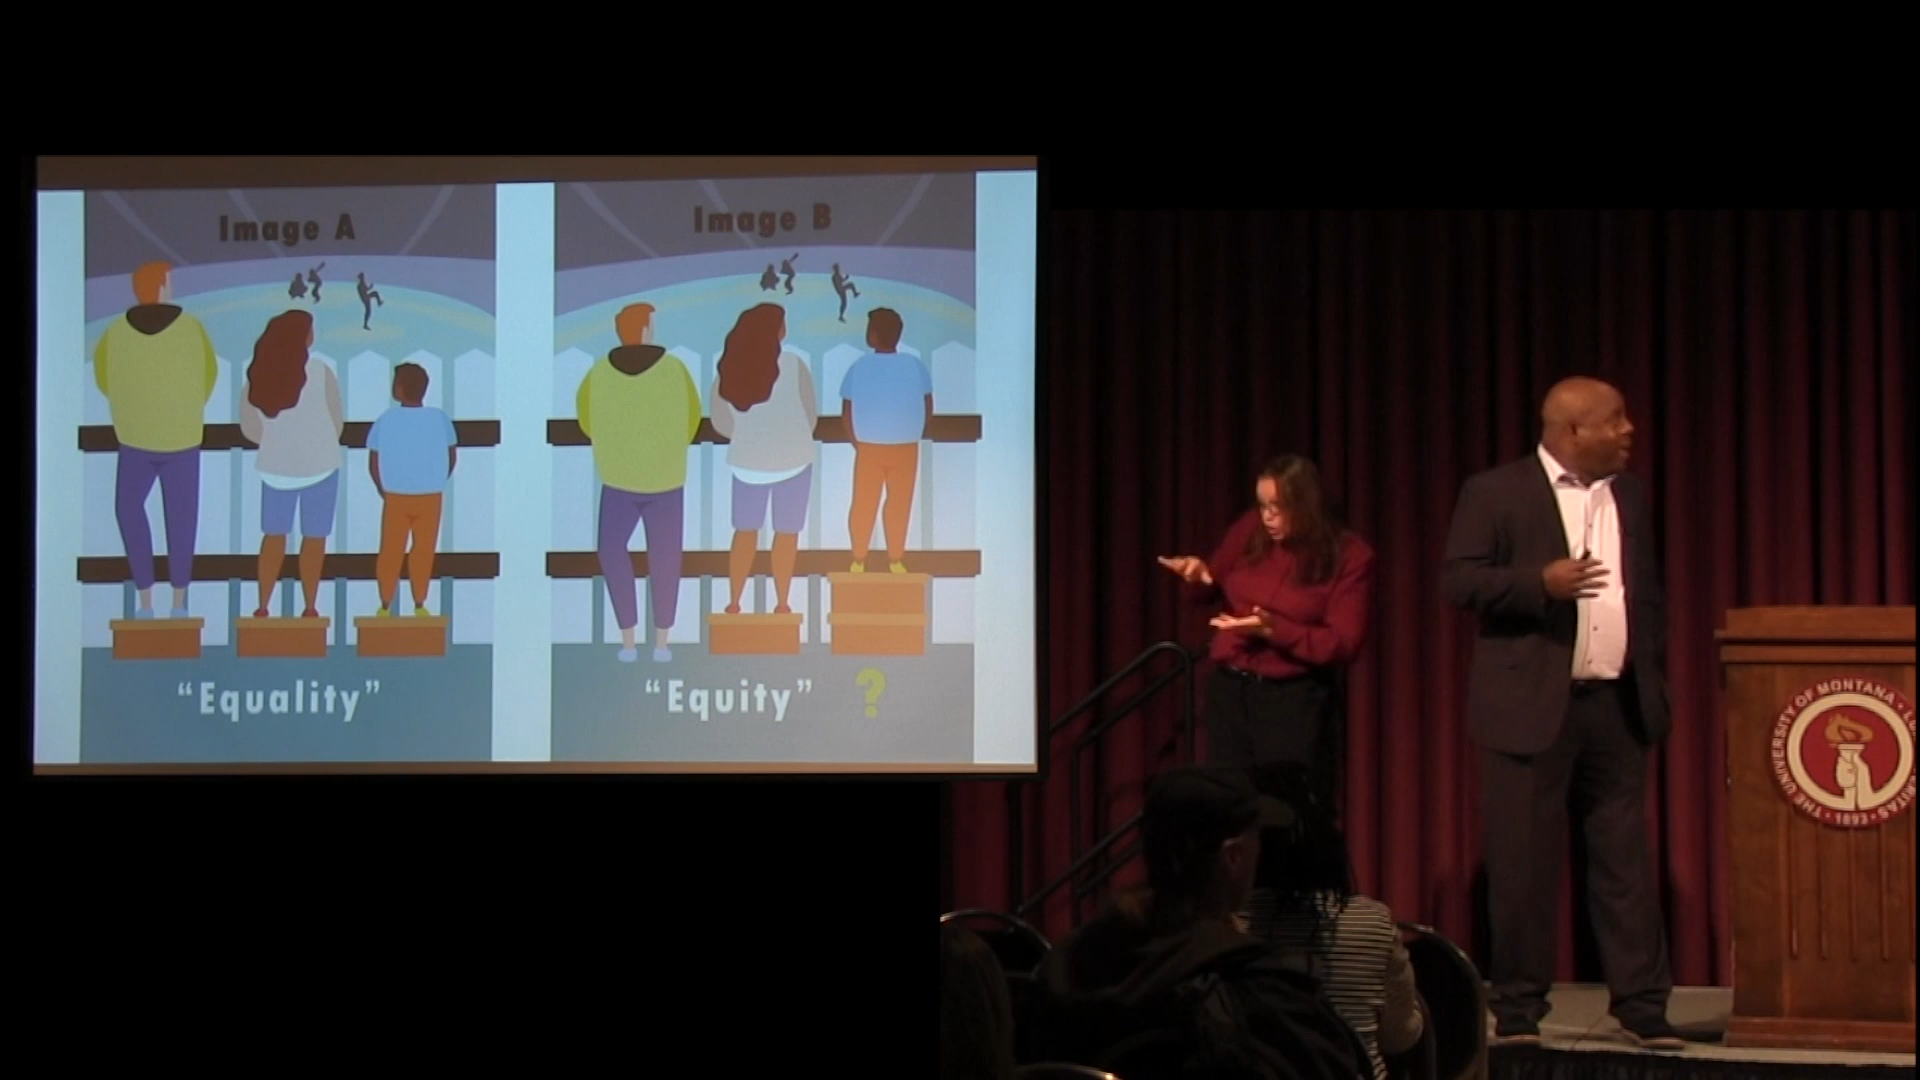 Image A
Image B
“Equality”
“Equity” ?
THE UNIVERSITY OF MONTANA
1893